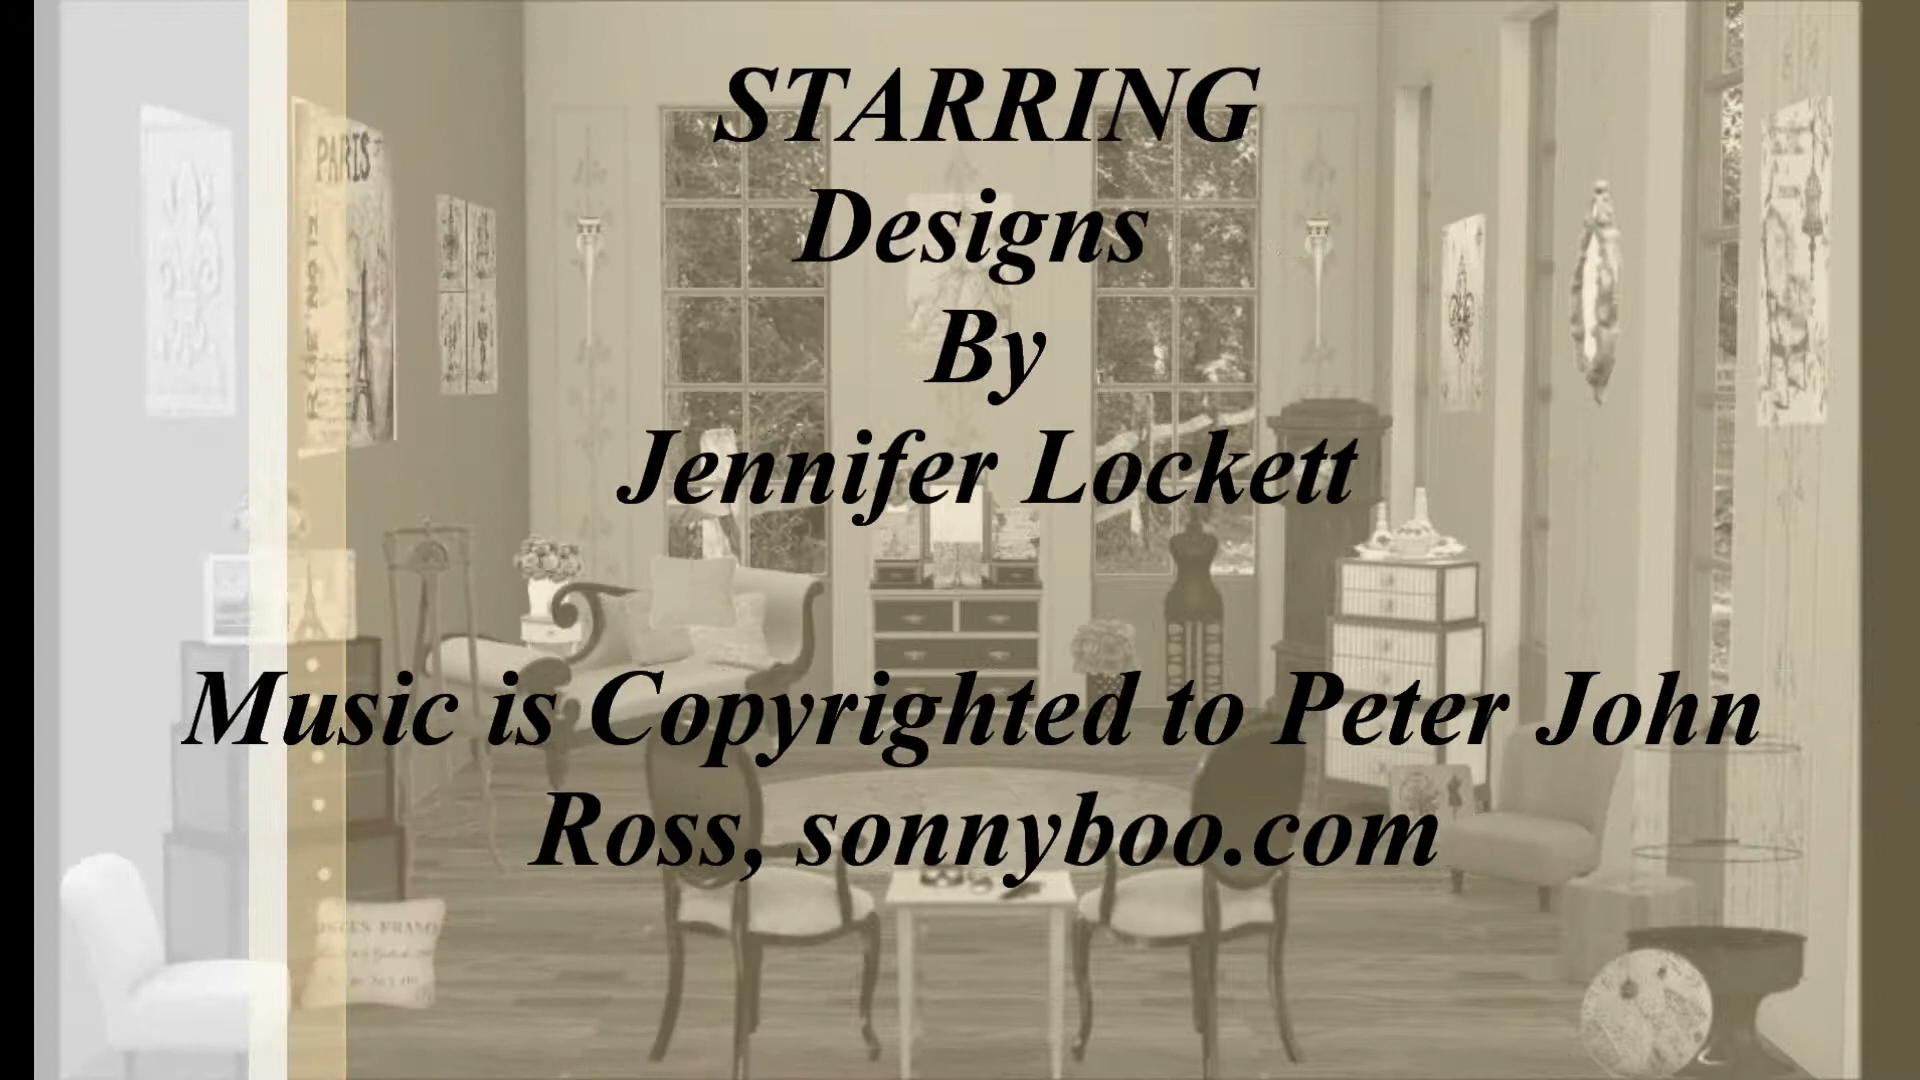 STARRING
Designs
By
Jennifer Lockett
Music is Copyrighted to Peter John
Ross, sonnyboo.com
PARIS